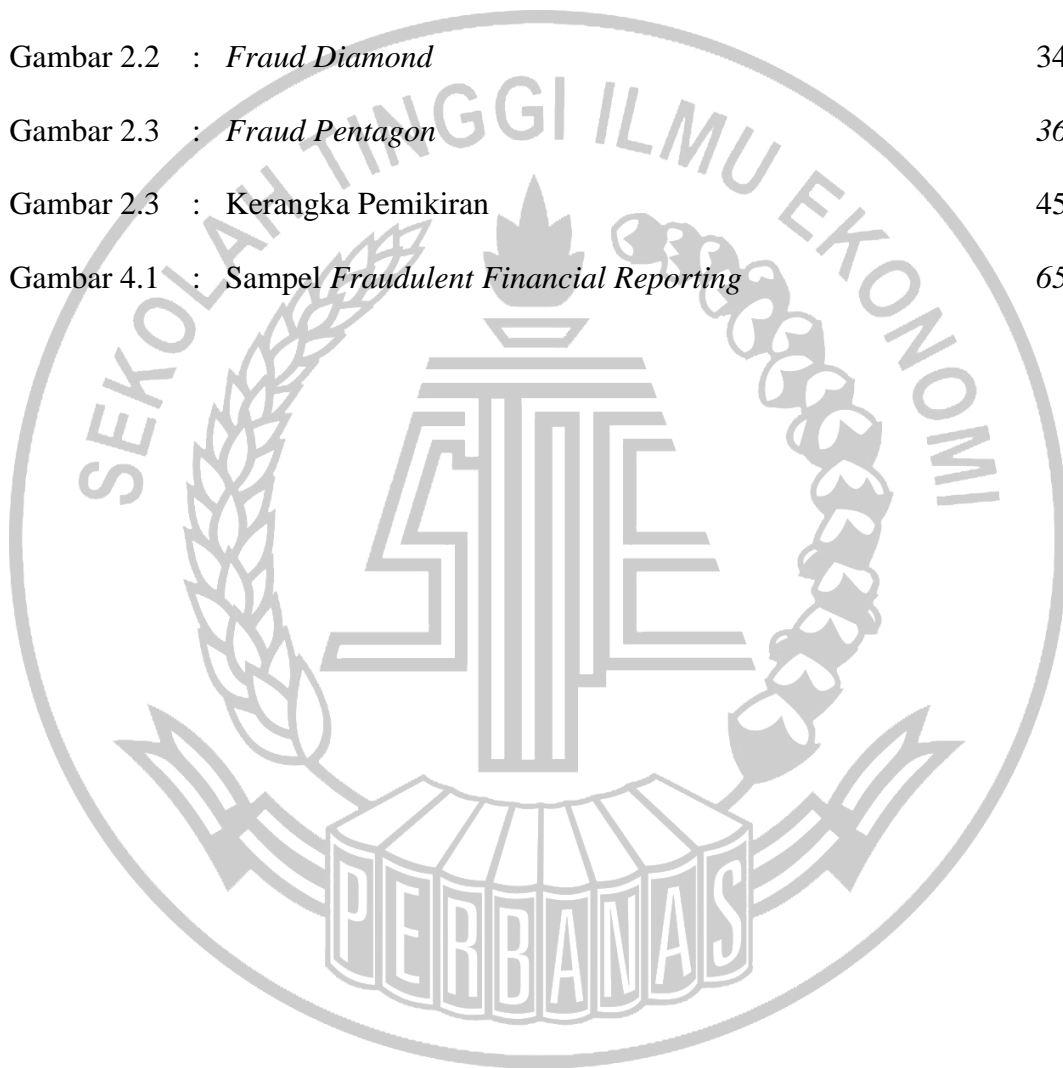 Gambar 2.2 : Fraud Diamond 34
Gambar 2.3 : Fraud Pentagon 36
Gambar 2.3 : Kerangka Pemikiran 45
Gambar 4.1 : Sampel Fraudulent Financial Reporting 65
SEKOLAH TINGGI ILMU EKONOMI
STIE
PERBANAS